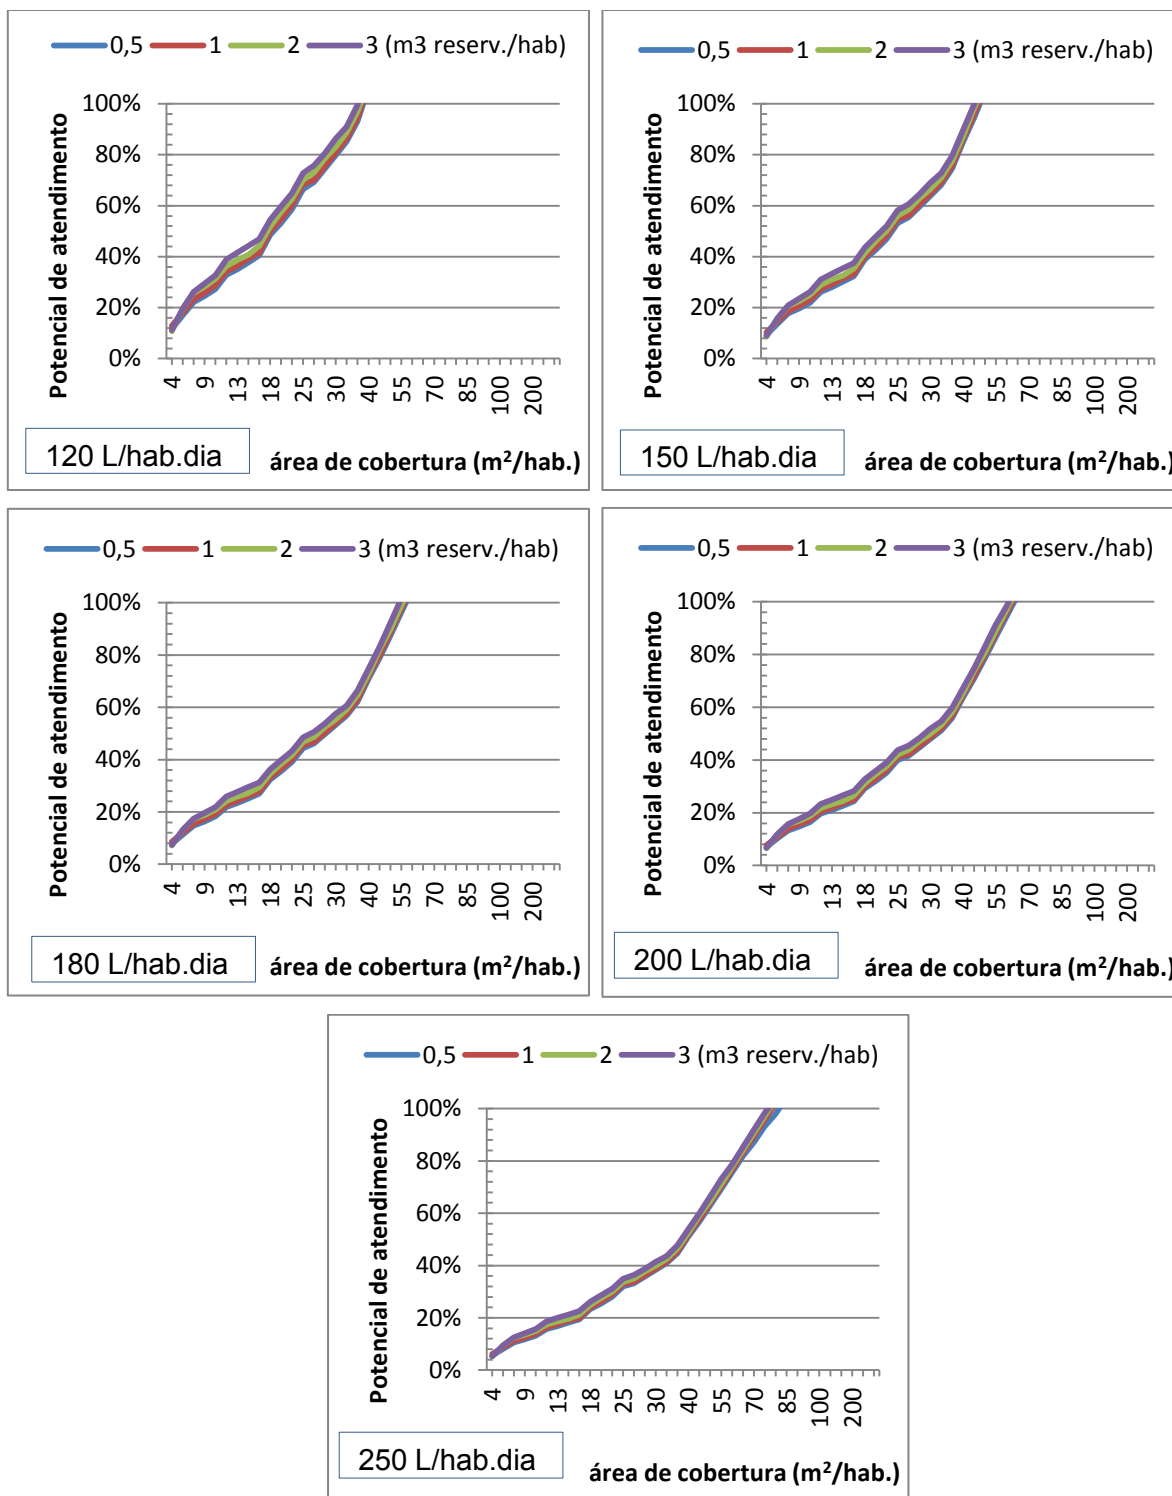 0,5 1 2 3 (m3 reserv./hab)
Potencial de atendimento
100%
80%
60%
40%
20%
0%
4 9 13 18 25 30 40 55 70 85 100 200
120 L/hab.dia
área de cobertura (m²/hab.)
0,5 1 2 3 (m3 reserv./hab)
Potencial de atendimento
100%
80%
60%
40%
20%
0%
4 9 13 18 25 30 40 55 70 85 100 200
150 L/hab.dia
área de cobertura (m²/hab.)
0,5 1 2 3 (m3 reserv./hab)
Potencial de atendimento
100%
80%
60%
40%
20%
0%
4 9 13 18 25 30 40 55 70 85 100 200
180 L/hab.dia
área de cobertura (m²/hab.)
0,5 1 2 3 (m3 reserv./hab)
Potencial de atendimento
100%
80%
60%
40%
20%
0%
4 9 13 18 25 30 40 55 70 85 100 200
200 L/hab.dia
área de cobertura (m²/hab.)
0,5 1 2 3 (m3 reserv./hab)
Potencial de atendimento
100%
80%
60%
40%
20%
0%
4 9 13 18 25 30 40 55 70 85 100 200
250 L/hab.dia
área de cobertura (m²/hab.)